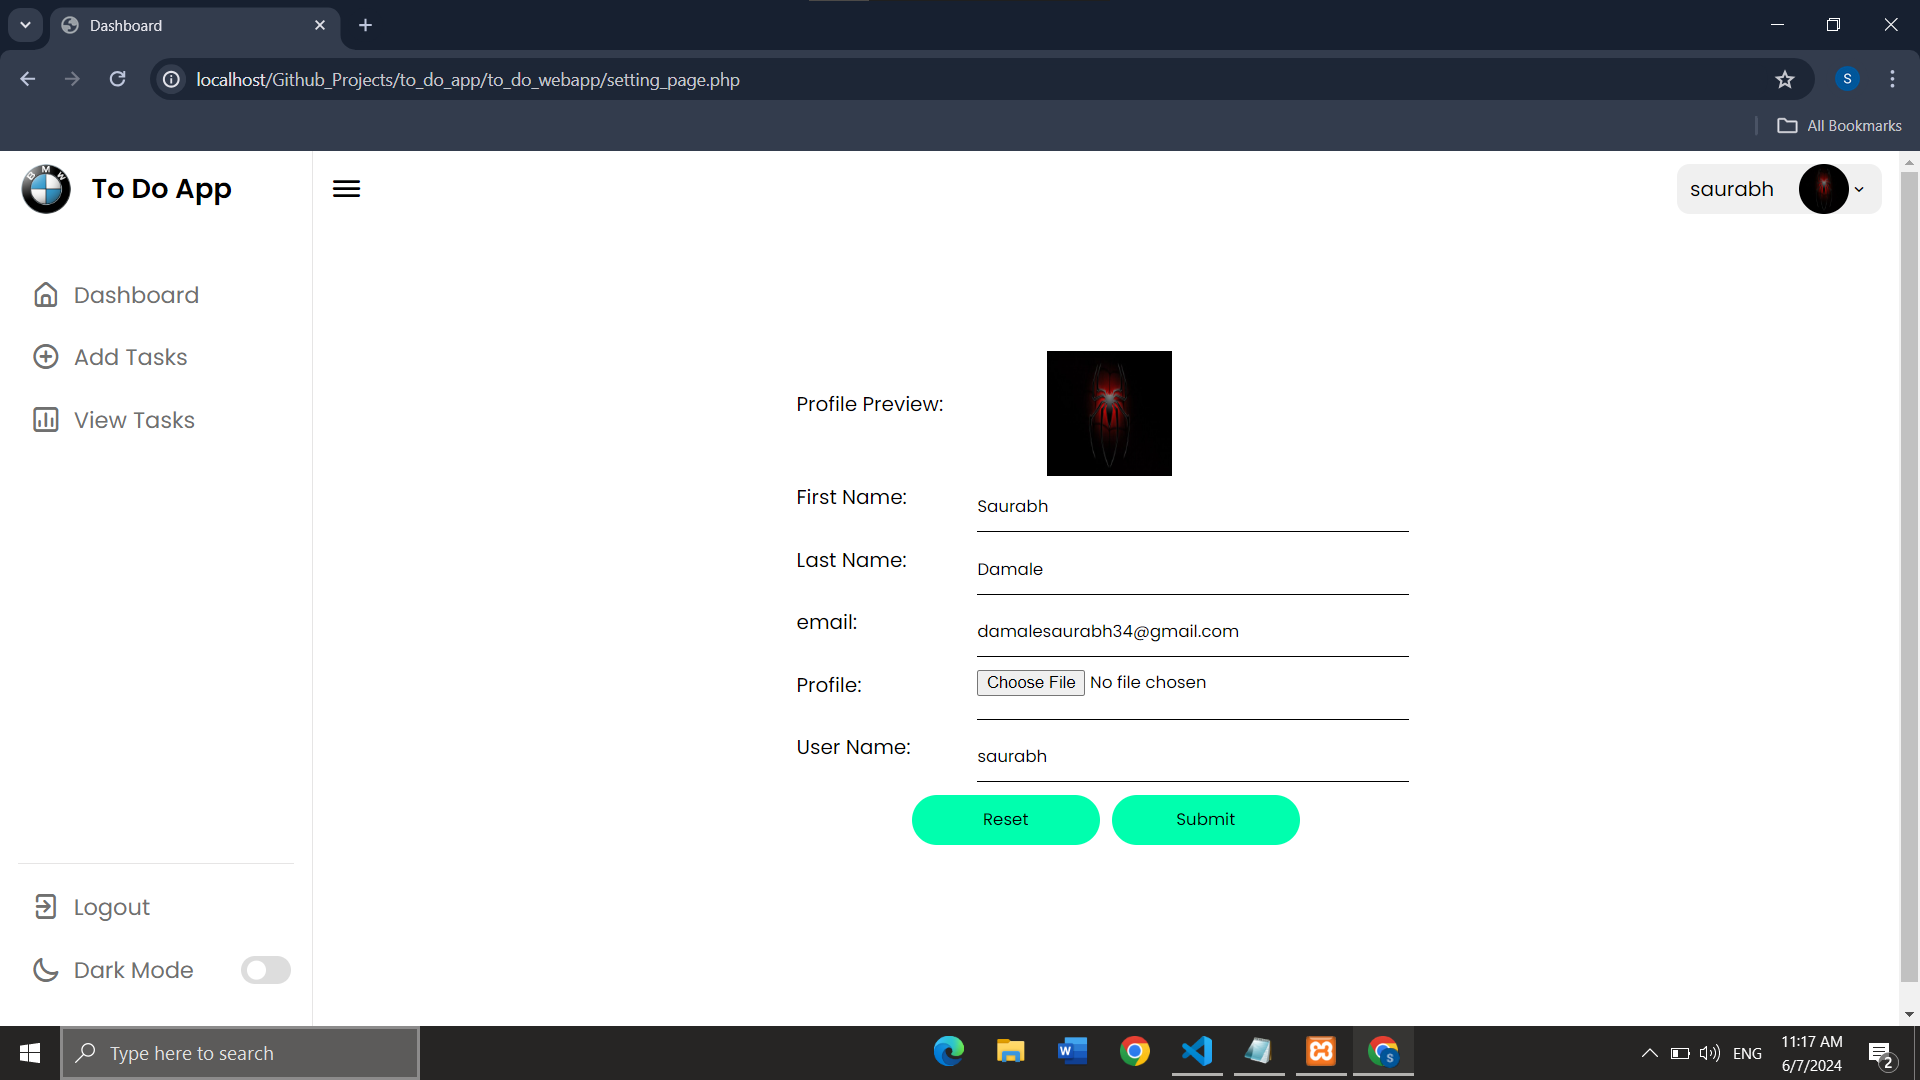 Dashboard
localhost/Github_Projects/to_do_app/to_do_webapp/setting_page.php
S
All Bookmarks
BMW
To Do App
saurabh
Dashboard
Add Tasks
View Tasks
Profile Preview:
First Name:
Saurabh
Last Name:
Damale
email:
damalesaurabh34@gmail.com
Profile:
Choose File No file chosen
User Name:
saurabh
Reset
Submit
Logout
Dark Mode
Type here to search
W
S
ENG
11:17 AM
6/7/2024
2